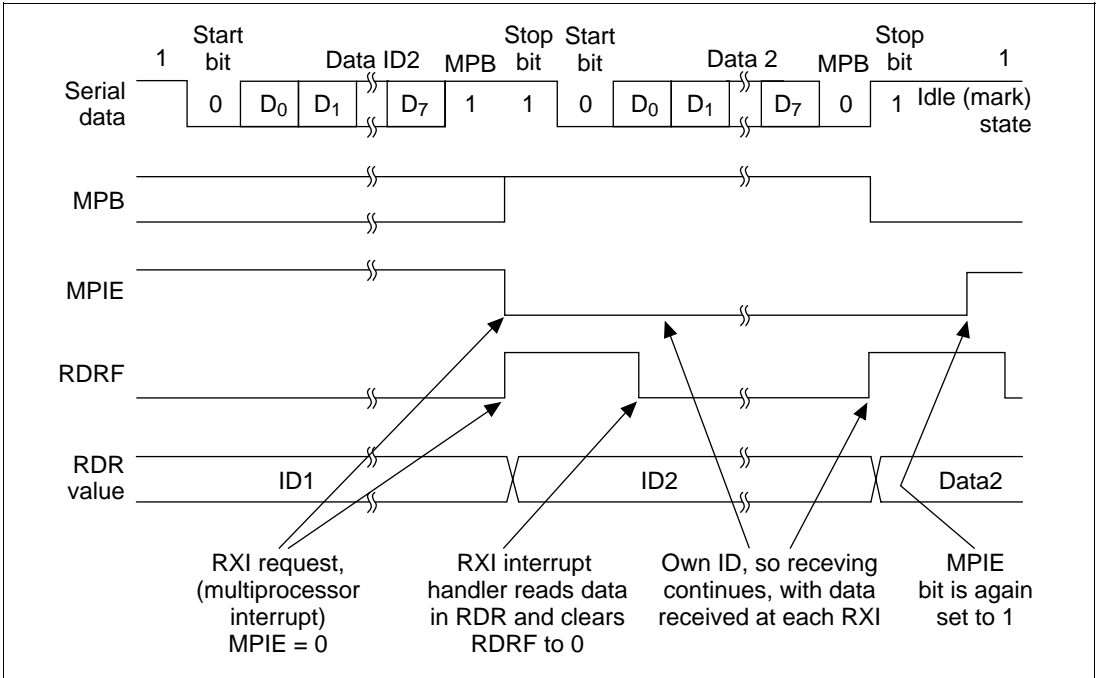 1 Start bit Data ID2 MPB Stop bit Start bit Data 2 MPB Stop bit 1
Serial data 0 D0 D1 D7 1 1 0 D0 D1 D7 0 1 Idle (mark) state
MPB
MPIE
RDRF
RDR value ID1 ID2 Data2
RXI request,
(multiprocessor
interrupt)
MPIE = 0
RXI interrupt
handler reads data
in RDR and clears
RDRF to 0
Own ID, so receving
continues, with data
received at each RXI
MPIE
bit is again
set to 1